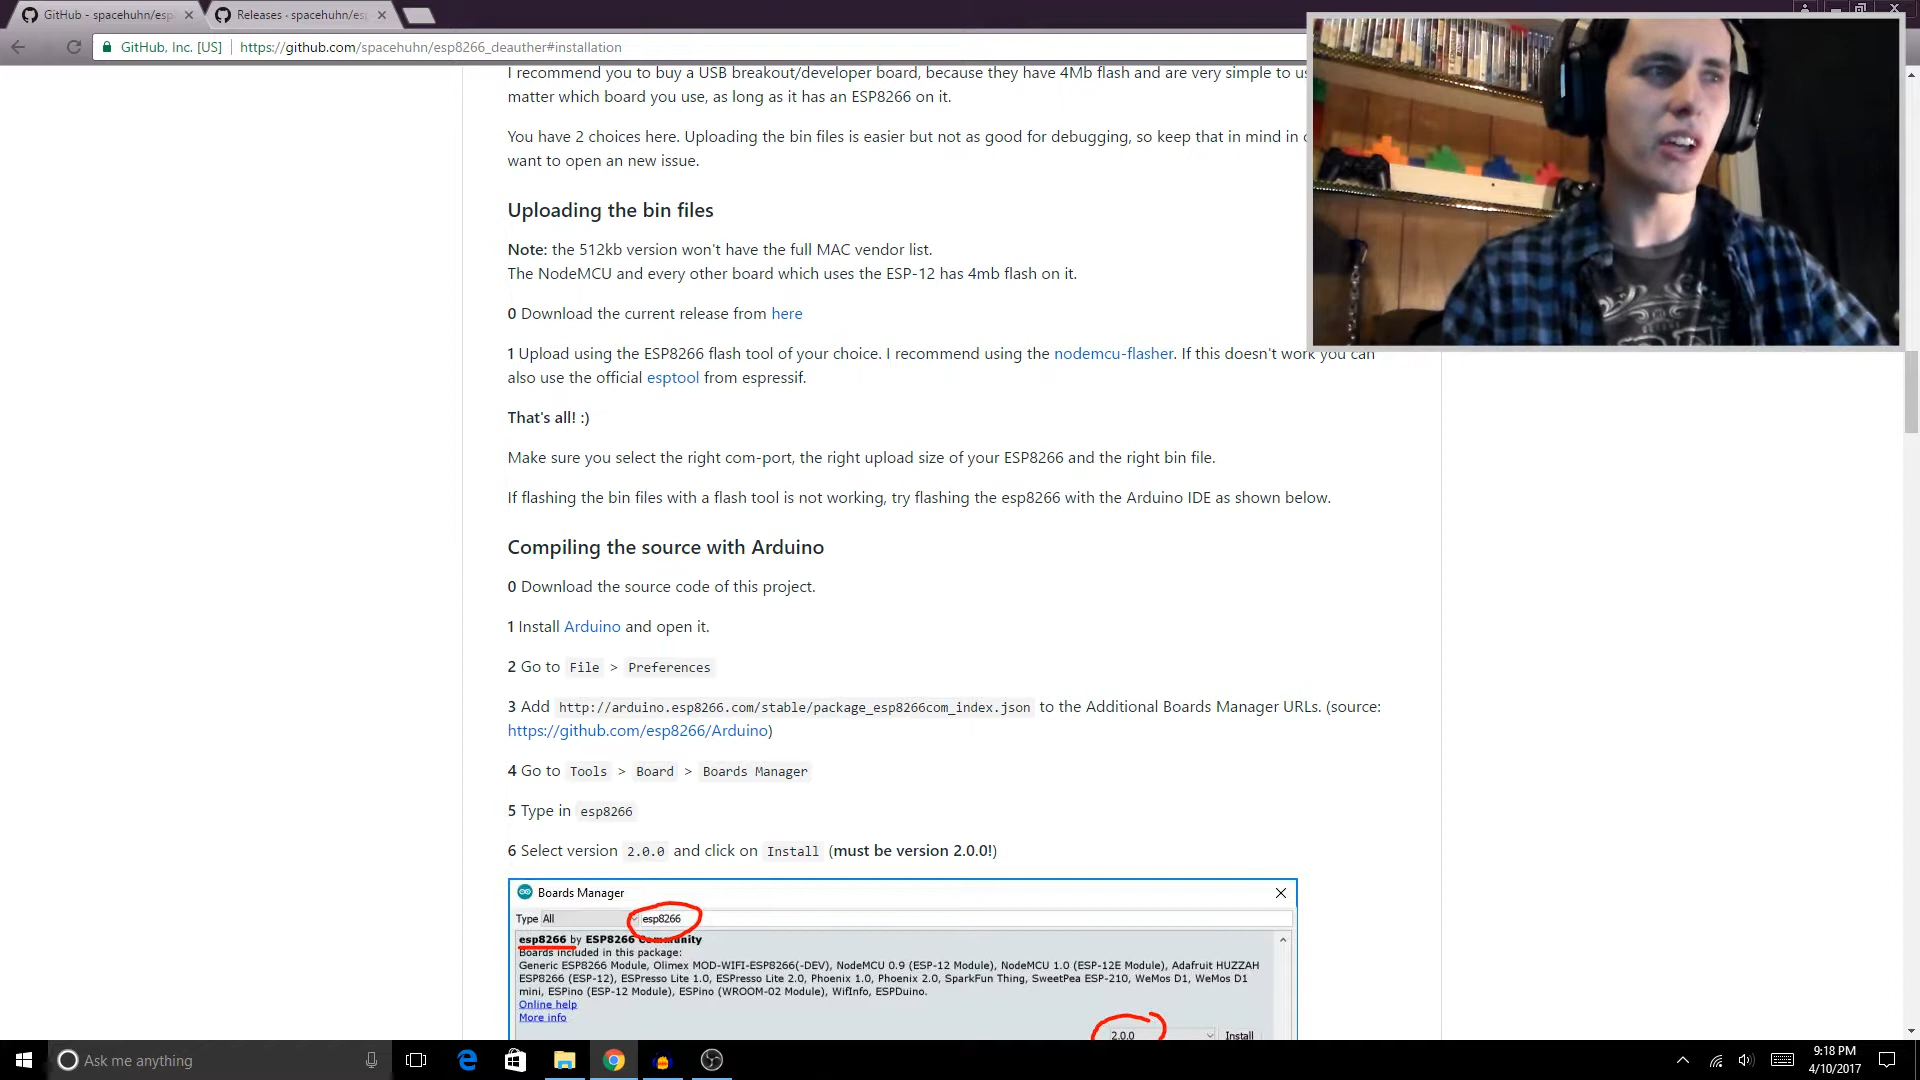 GitHub - spacehuhn/esp
Releases · spacehuhn/es
GitHub, Inc. [US]
https://github.com/spacehuhn/esp8266_deauther#installation
I recommend you to buy a USB breakout/developer board, because they have 4Mb flash and are very simple to
matter which board you use, as long as it has an ESP8266 on it.
You have 2 choices here. Uploading the bin files is easier but not as good for debugging, so keep that in mind in
want to open an new issue.
Uploading the bin files
Note: the 512kb version won't have the full MAC vendor list.
The NodeMCU and every other board which uses the ESP-12 has 4mb flash on it.
0 Download the current release from here
1 Upload using the ESP8266 flash tool of your choice. I recommend using the nodemcu-flasher. If this doesn't work you can
also use the official esptool from espressif.
That's all! :)
Make sure you select the right com-port, the right upload size of your ESP8266 and the right bin file.
If flashing the bin files with a flash tool is not working, try flashing the esp8266 with the Arduino IDE as shown below.
Compiling the source with Arduino
0 Download the source code of this project.
1 Install Arduino and open it.
2 Go to File > Preferences
3 Add http://arduino.esp8266.com/stable/package_esp8266com_index.json to the Additional Boards Manager URLs. (source:
https://github.com/esp8266/Arduino)
4 Go to Tools > Board > Boards Manager
5 Type in esp8266
6 Select version 2.0.0 and click on Install (must be version 2.0.0!)
Boards Manager
Type All esp8266
esp8266 by ESP8266 Community
Boards included in this package:
Generic ESP8266 Module, Olimex MOD-WIFI-ESP8266(-DEV), NodeMCU 0.9 (ESP-12 Module), NodeMCU 1.0 (ESP-12E Module), Adafruit HUZZAH
ESP8266 (ESP-12), ESPresso Lite 1.0, ESPresso Lite 2.0, Phoenix 1.0, Phoenix 2.0, SparkFun Thing, SweetPea ESP-210, WeMos D1, WeMos D1
mini, ESPino (ESP-12 Module), ESPino (WROOM-02 Module), WifInfo, ESPDuino.
Online help
More info
2.0.0 Install
Ask me anything
9:18 PM
4/10/2017